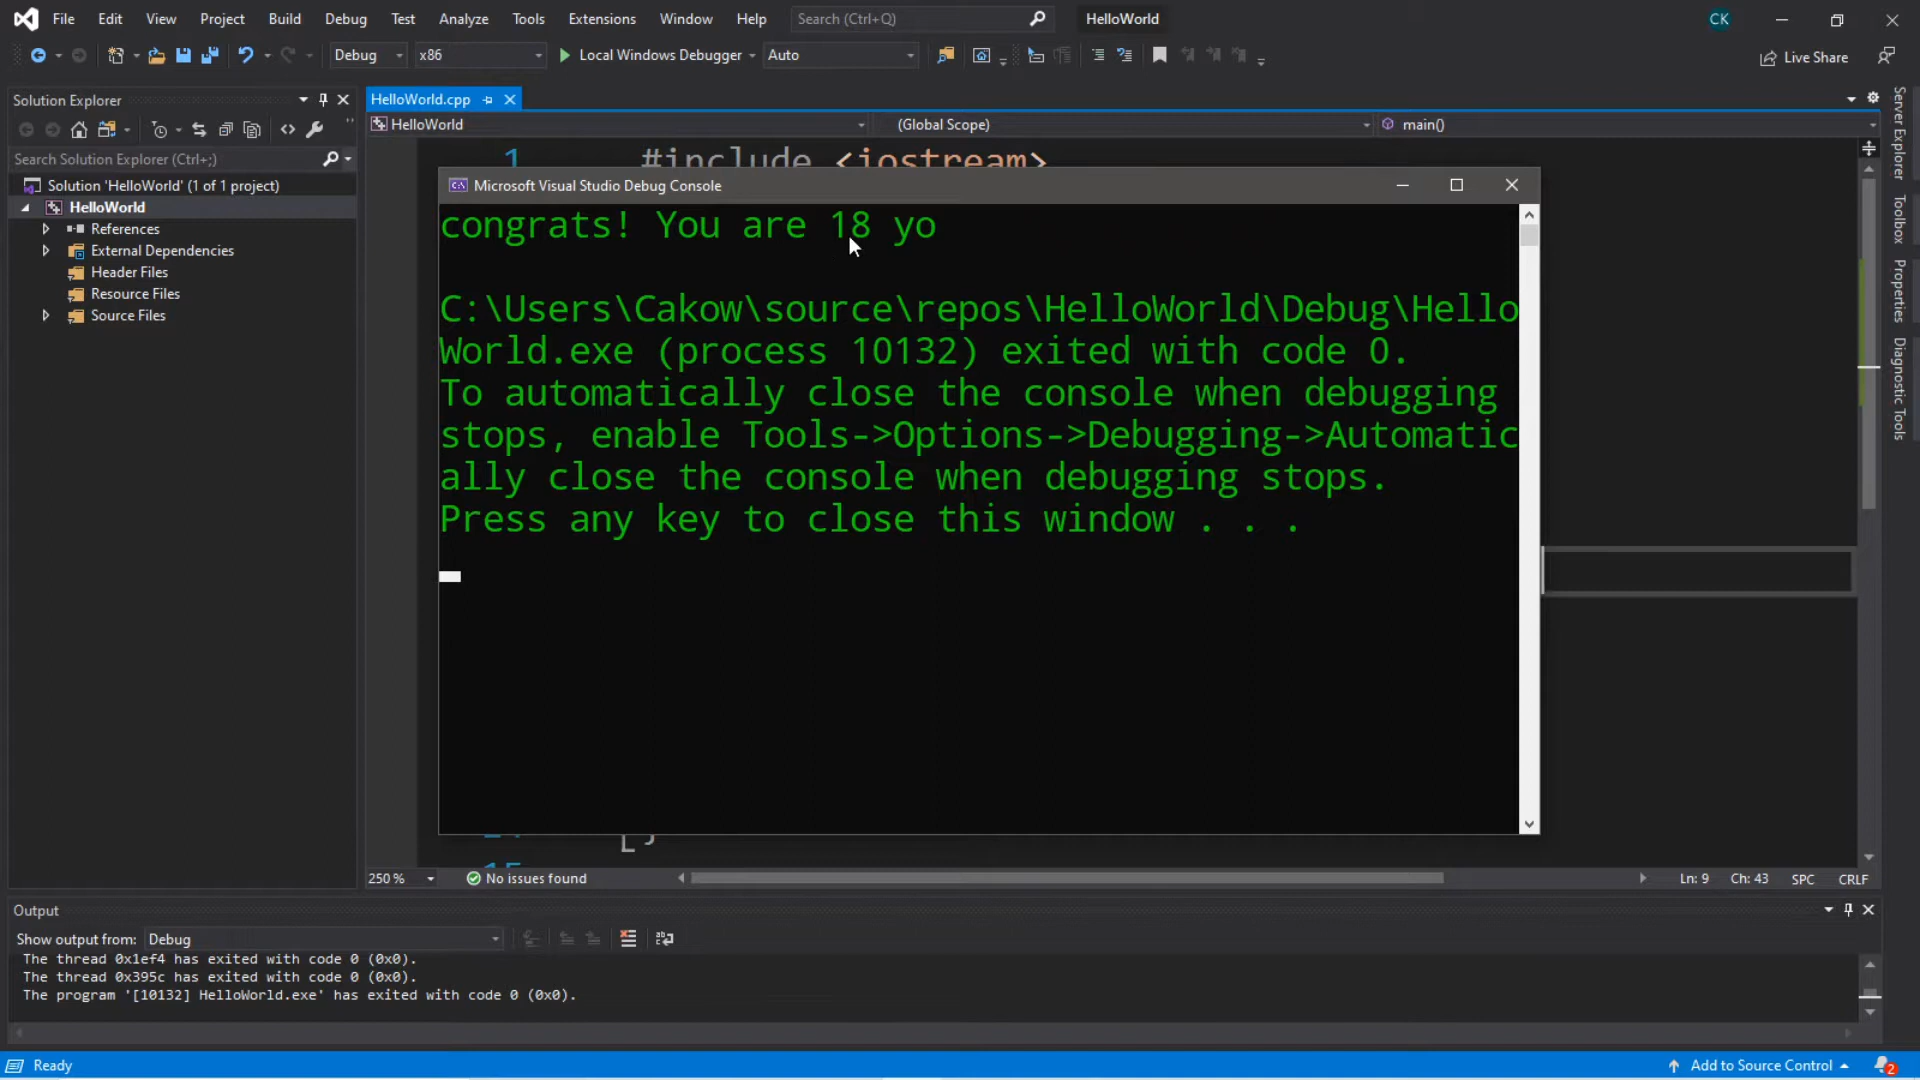 File Edit View Project Build Debug Test Analyze Tools Extensions Window Help Search (Ctrl+Q) HelloWorld CK
Debug x86 Local Windows Debugger Auto Live Share
Solution Explorer
Search Solution Explorer (Ctrl+;)
Solution 'HelloWorld' (1 of 1 project)
HelloWorld
References
External Dependencies
Header Files
Resource Files
Source Files
HelloWorld.cpp
HelloWorld (Global Scope) main()
1 #include <iostream>
Microsoft Visual Studio Debug Console
congrats! You are 18 yo
C:\Users\Cakow\source\repos\HelloWorld\Debug\Hello
World.exe (process 10132) exited with code 0.
To automatically close the console when debugging
stops, enable Tools->Options->Debugging->Automatic
ally close the console when debugging stops.
Press any key to close this window . . .
250 % No issues found Ln: 9 Ch: 43 SPC CRLF
Server Explorer
Toolbox
Properties
Diagnostic Tools
Output
Show output from: Debug
The thread 0x1ef4 has exited with code 0 (0x0).
The thread 0x395c has exited with code 0 (0x0).
The program '[10132] HelloWorld.exe' has exited with code 0 (0x0).
Ready Add to Source Control 2